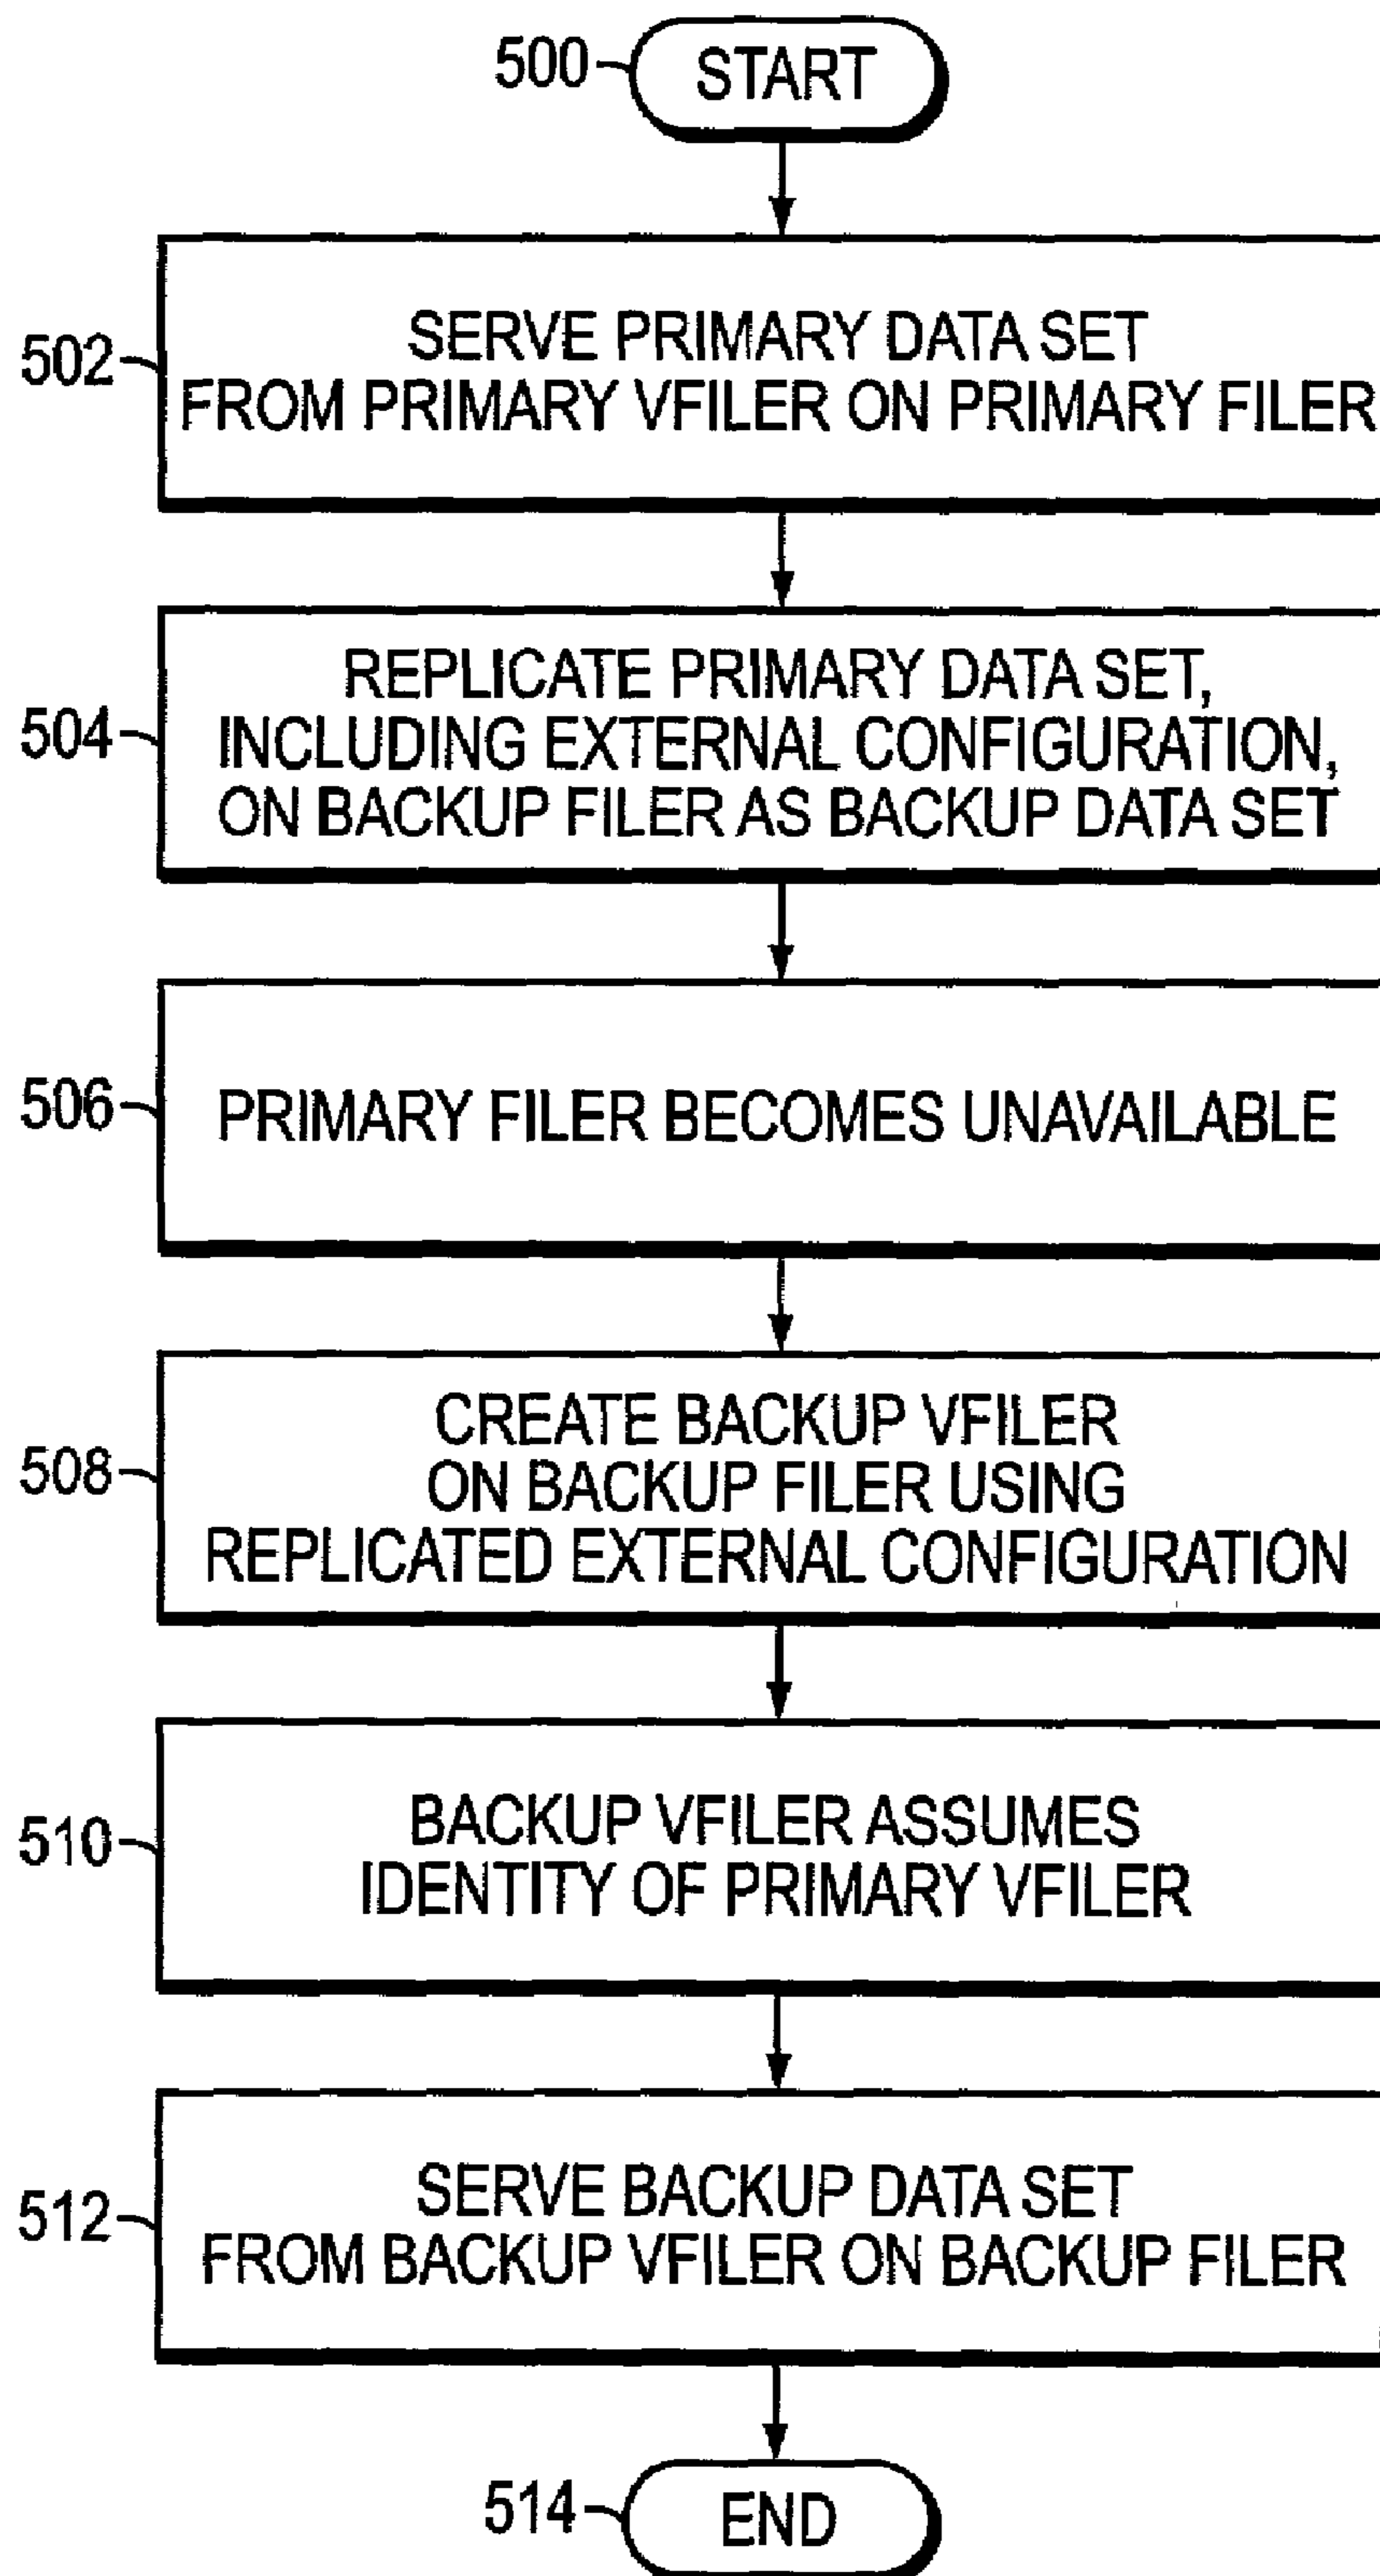 500
START
502
SERVE PRIMARY DATA SET
FROM PRIMARY VFILER ON PRIMARY FILER
504
REPLICATE PRIMARY DATA SET,
INCLUDING EXTERNAL CONFIGURATION,
ON BACKUP FILER AS BACKUP DATA SET
506
PRIMARY FILER BECOMES UNAVAILABLE
508
CREATE BACKUP VFILER
ON BACKUP FILER USING
REPLICATED EXTERNAL CONFIGURATION
510
BACKUP VFILER ASSUMES
IDENTITY OF PRIMARY VFILER
512
SERVE BACKUP DATA SET
FROM BACKUP VFILER ON BACKUP FILER
514
END